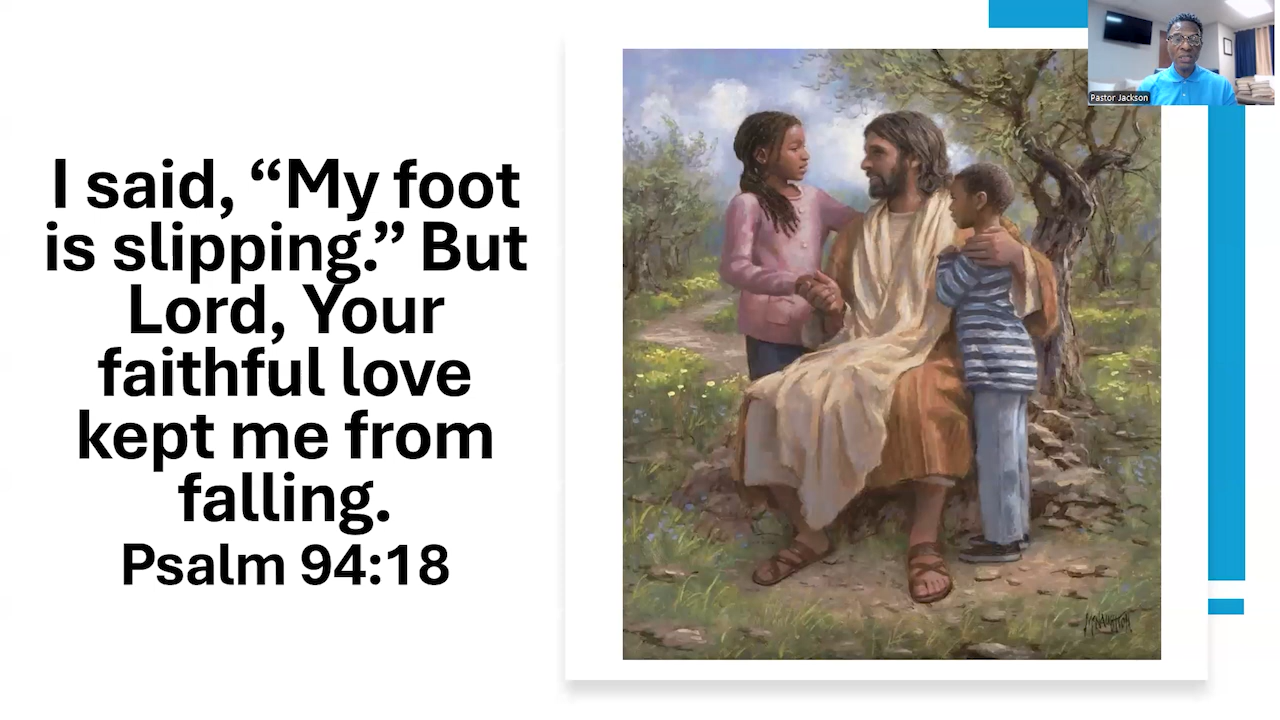 I said, “My foot
is slipping.” But
Lord, Your
faithful love
kept me from
falling.
Psalm 94:18
Pastor Jackson